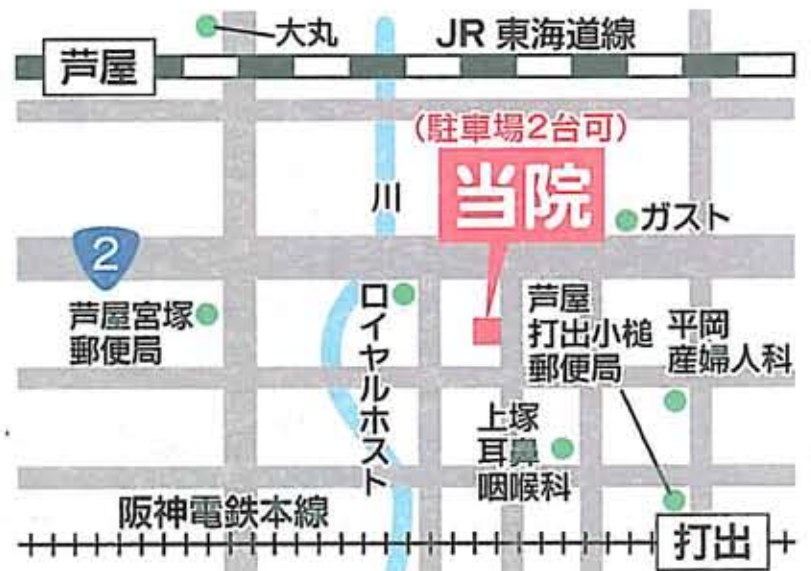 大丸
JR 東海道線
芦屋
(駐車場2台可)
当院
川
ガスト
2
芦屋宮塚
郵便局
ロイヤルホスト
芦屋
打出小槌
郵便局
平岡
産婦人科
上塚
耳鼻
咽喉科
阪神電鉄本線
打出